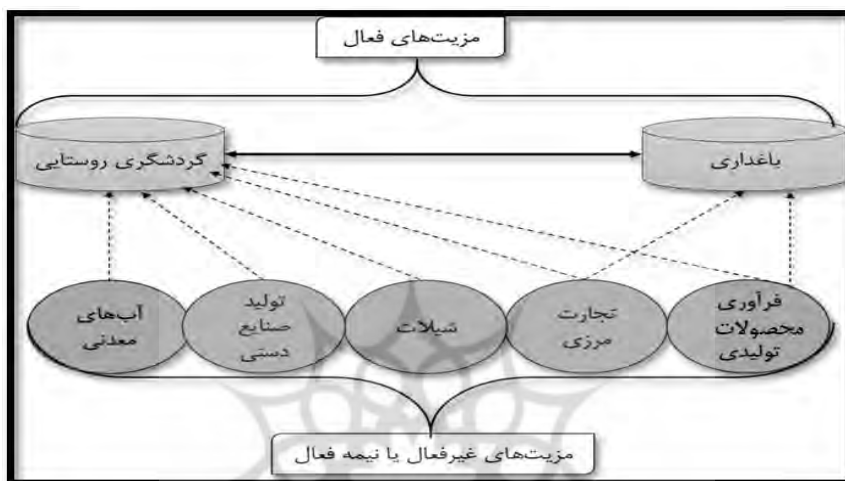 مزیت‌های فعال
باغداری
گردشگری روستایی
فرآوری
محصولات
تولیدی
تجارت
مرزی
شیلات
تولید
صنایع
دستی
آب‌های
معدنی
مزیت‌های غیرفعال یا نیمه فعال